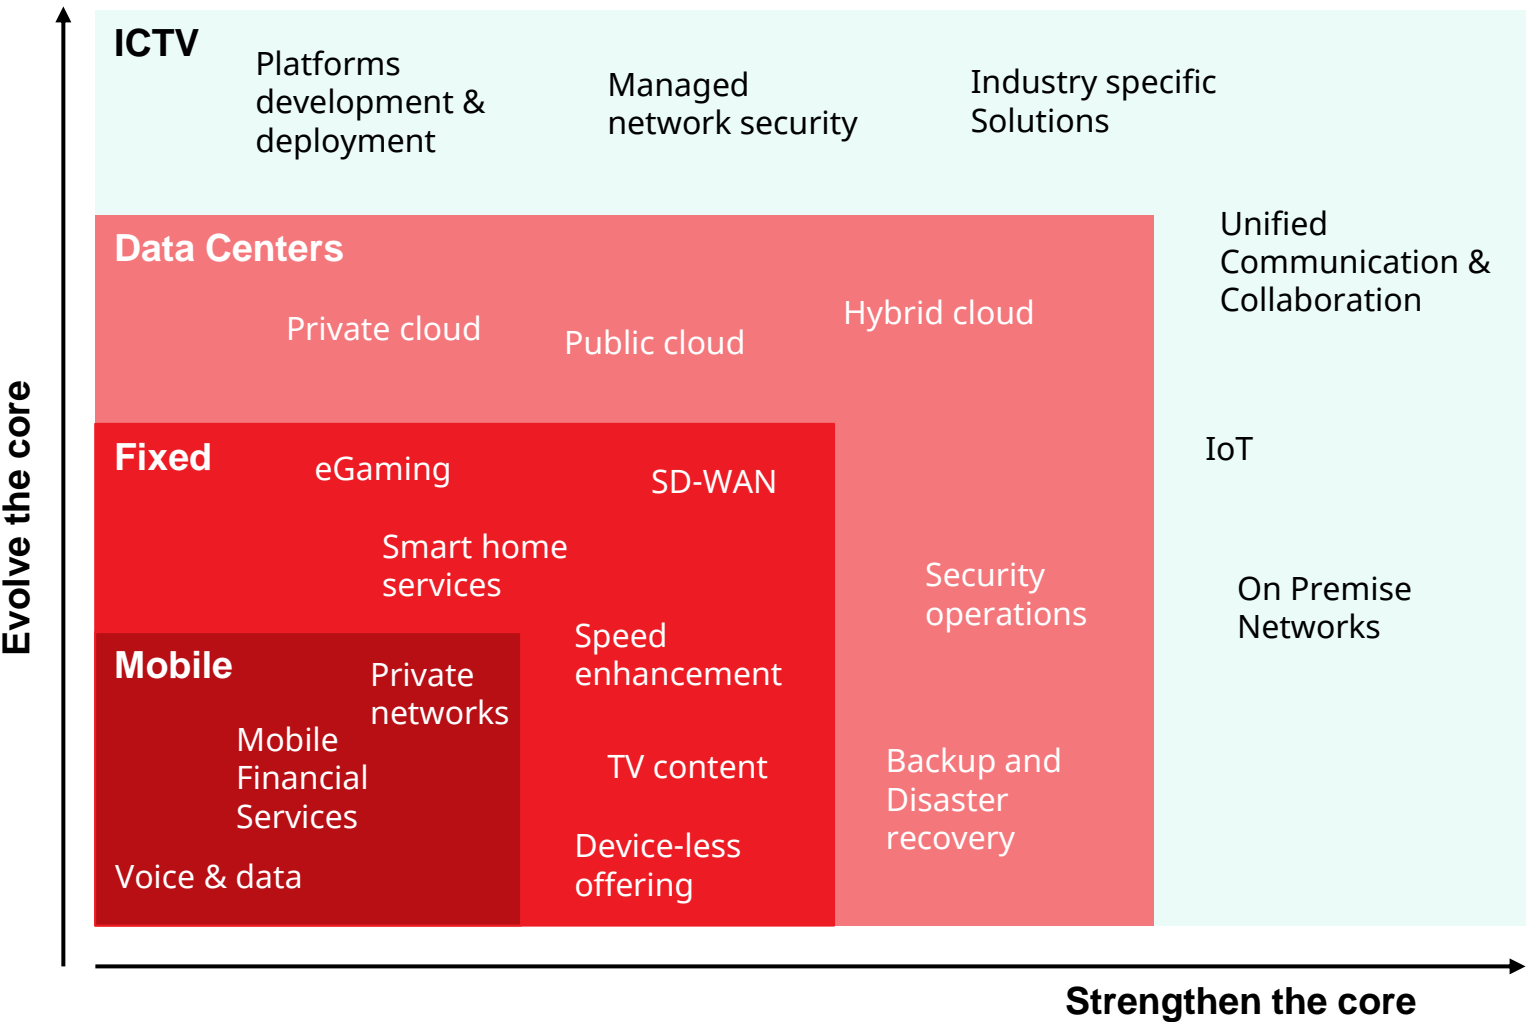 ICTV
Platforms
development &
deployment
Managed
network security
Industry specific
Solutions
Unified
Communication &
Collaboration
IoT
On Premise
Networks
Data Centers
Private cloud
Public cloud
Hybrid cloud
Security
operations
Backup and
Disaster
recovery
Fixed
eGaming
SD-WAN
Smart home
services
Speed
enhancement
TV content
Device-less
offering
Mobile
Private
networks
Mobile
Financial
Services
Voice & data
Evolve the core
Strengthen the core